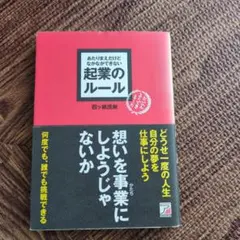 あたりまえだけど
なかなかできない
起業の
ルール
どうせ一度の人生
自分の夢を
仕事にしよう
想いを事業に
しようじゃ
ないか
何度でも、誰でも挑戦できる